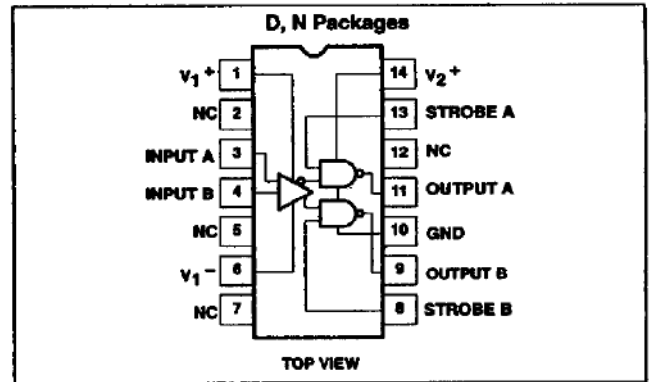 D, N Packages
V1+ 1
14 V2+
NC 2
13 STROBE A
INPUT A 3
12 NC
INPUT B 4
11 OUTPUT A
NC 5
10 GND
V1− 6
9 OUTPUT B
NC 7
8 STROBE B
TOP VIEW